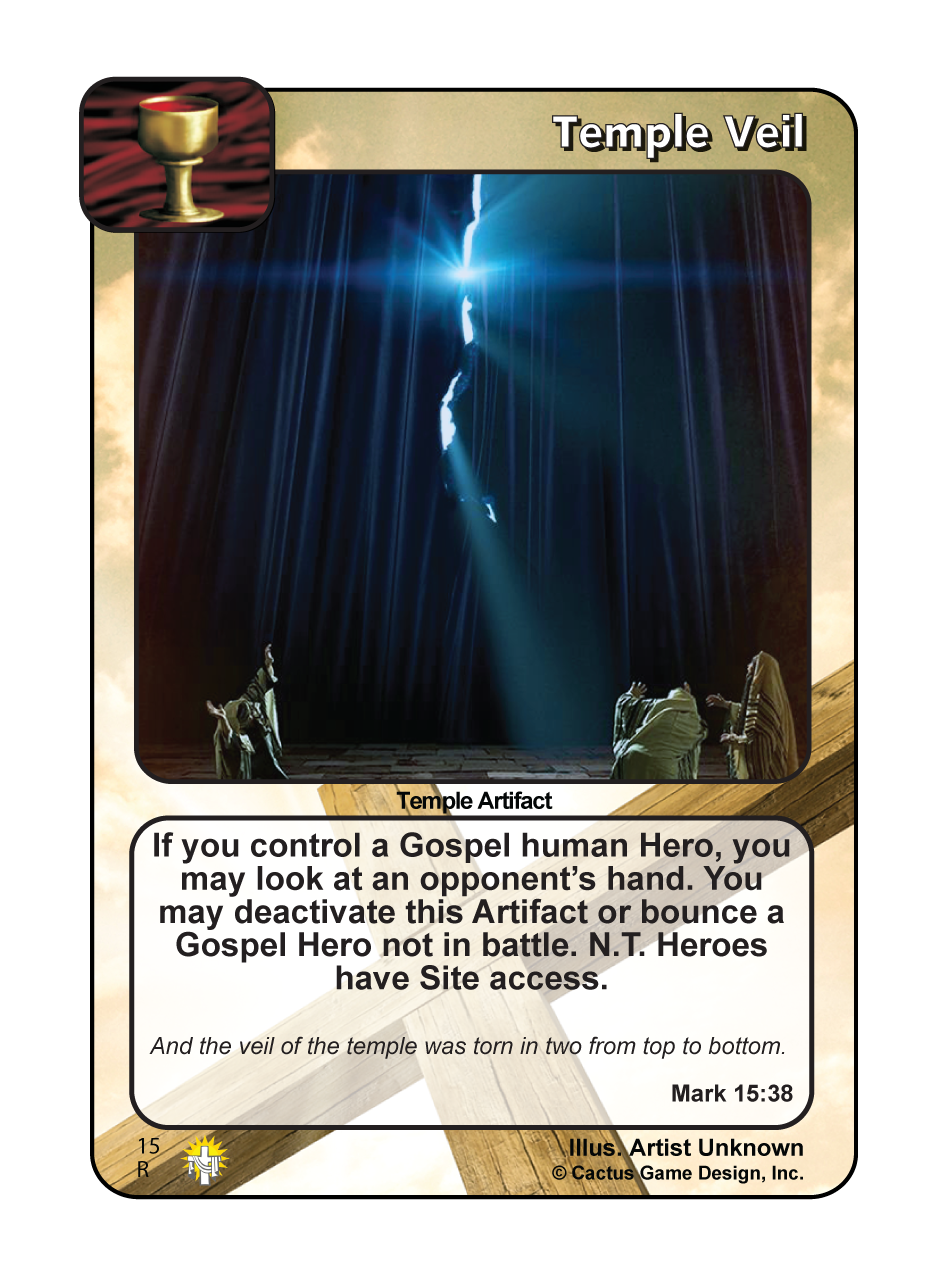 Temple Veil
Temple Artifact
If you control a Gospel human Hero, you
may look at an opponent’s hand. You
may deactivate this Artifact or bounce a
Gospel Hero not in battle. N.T. Heroes
have Site access.
And the veil of the temple was torn in two from top to bottom.
Mark 15:38
15
R
Illus. Artist Unknown
© Cactus Game Design, Inc.